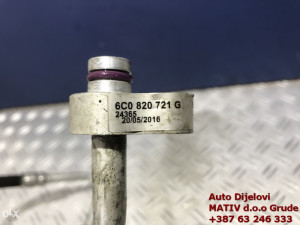 6C0 820 721 G
24365
20/05/2016
Auto Dijelovi
MATIV d.o.o Grude
+387 63 246 333